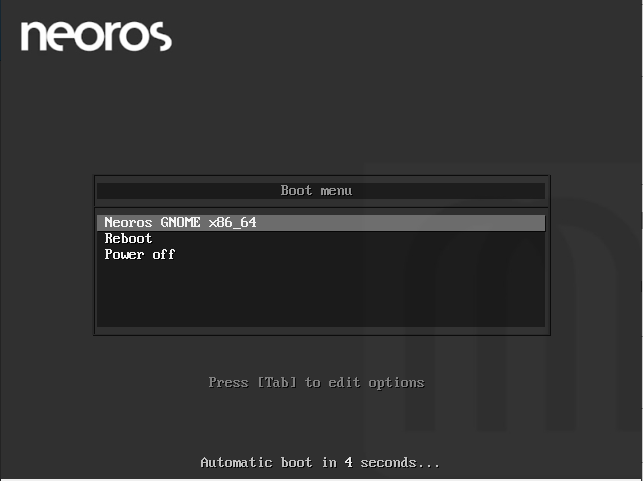 neoros
Boot menu
Neoros GNOME x86_64
Reboot
Power off
Press [Tab] to edit options
Automatic boot in 4 seconds...